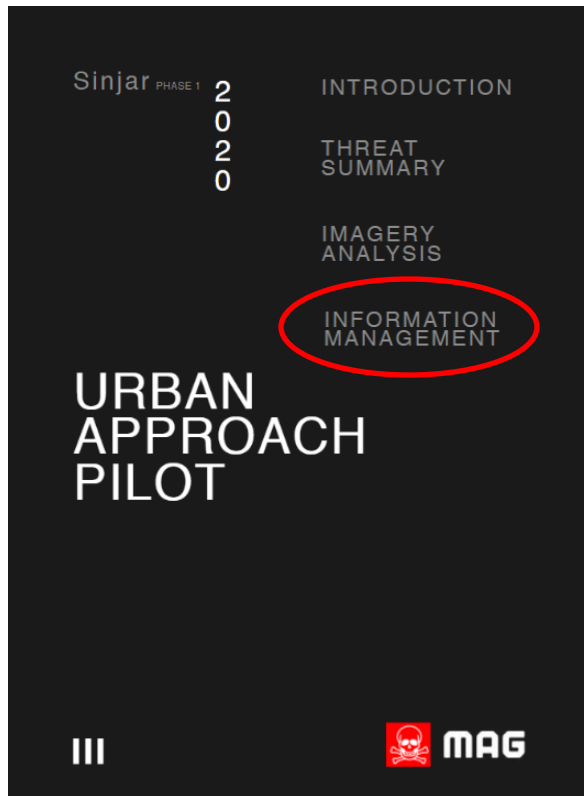 Sinjar PHASE 1
2
0
2
0
INTRODUCTION
THREAT
SUMMARY
IMAGERY
ANALYSIS
INFORMATION
MANAGEMENT
URBAN
APPROACH
PILOT
III
MAG